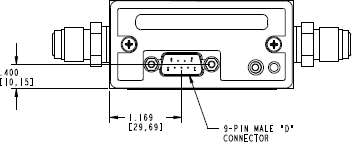 .400
[10,15]
1.169
[29,69]
9-PIN MALE "D"
CONNECTOR